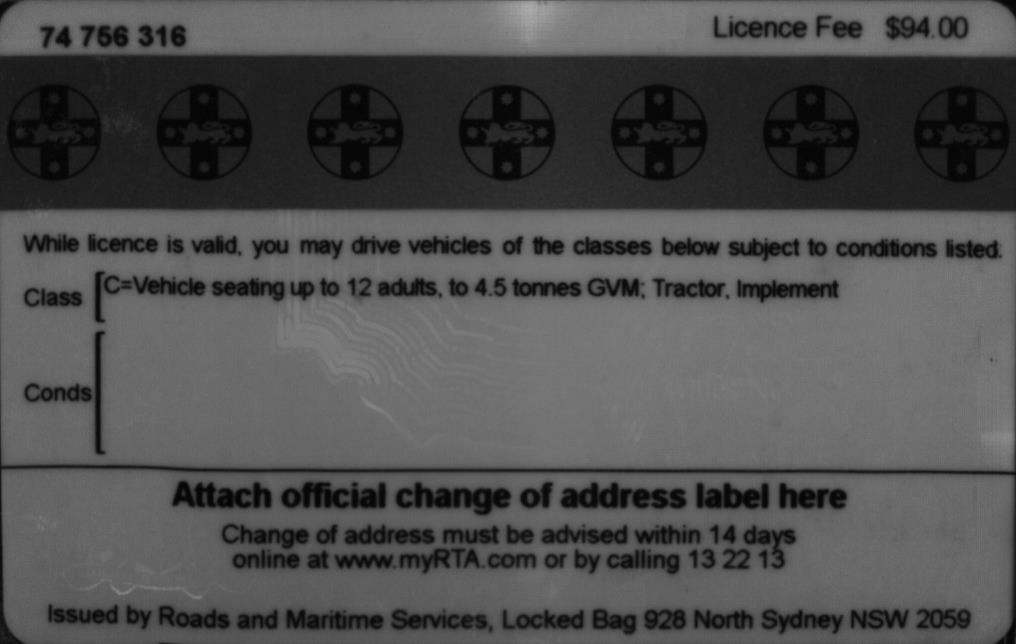 74 756 316
Licence Fee $94.00
While licence is valid, you may drive vehicles of the classes below subject to conditions listed:
Class [C=Vehicle seating up to 12 adults, to 4.5 tonnes GVM; Tractor, Implement
Conds [
Attach official change of address label here
Change of address must be advised within 14 days
online at www.myRTA.com or by calling 13 22 13
Issued by Roads and Maritime Services, Locked Bag 928 North Sydney NSW 2059